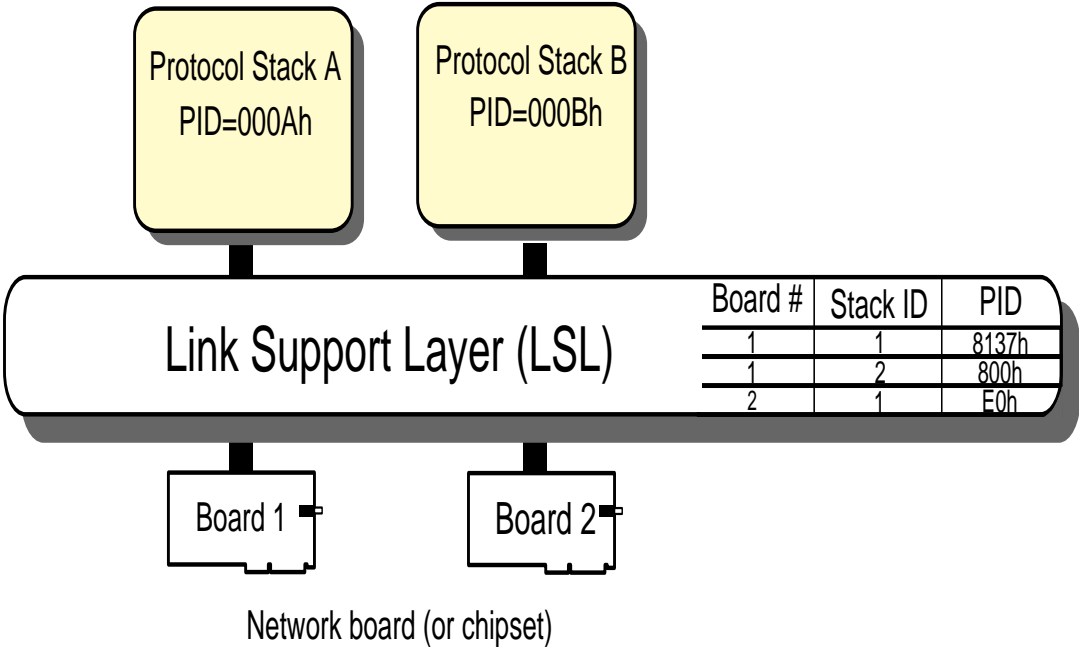 Protocol Stack A
PID=000Ah
Protocol Stack B
PID=000Bh
Link Support Layer (LSL)
Board # Stack ID PID
1 1 8137h
1 2 800h
2 1 E0h
Board 1
Board 2
Network board (or chipset)